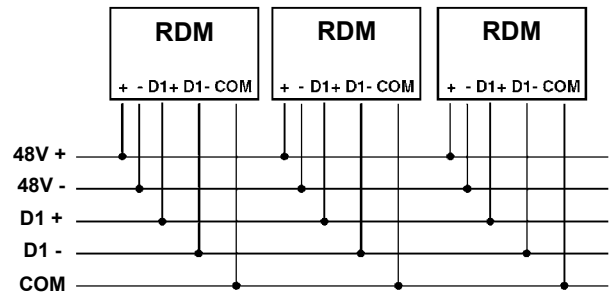 RDM RDM RDM
+ - D1+ D1- COM + - D1+ D1- COM + - D1+ D1- COM
48V +
48V -
D1 +
D1 -
COM